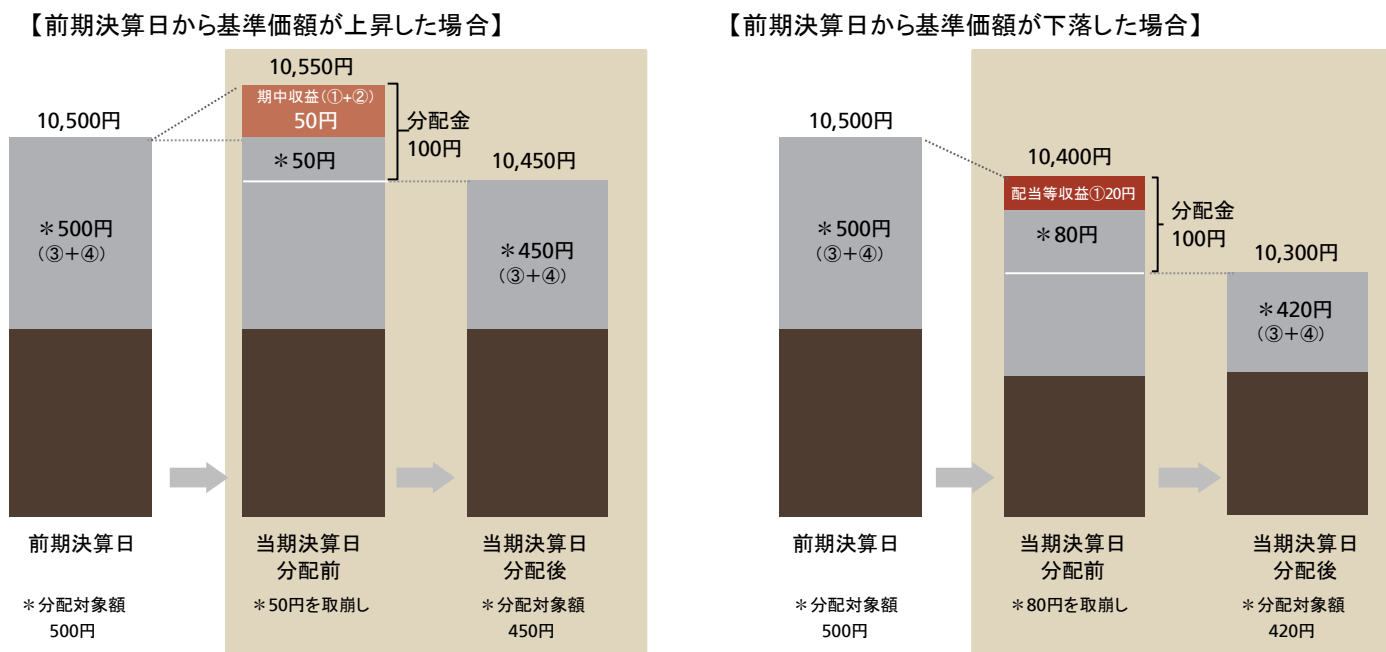 【前期決算日から基準価額が上昇した場合】
10,550円
期中収益(①+②)
50円
10,500円
分配金
100円
＊50円
10,450円
＊500円
(③+④)
＊450円
(③+④)
前期決算日
当期決算日
分配前
当期決算日
分配後
＊分配対象額
500円
＊50円を取崩し
＊分配対象額
450円
【前期決算日から基準価額が下落した場合】
10,500円
10,400円
配当等収益①20円
分配金
100円
＊500円
(③+④)
＊80円
10,300円
＊420円
(③+④)
前期決算日
当期決算日
分配前
当期決算日
分配後
＊分配対象額
500円
＊80円を取崩し
＊分配対象額
420円